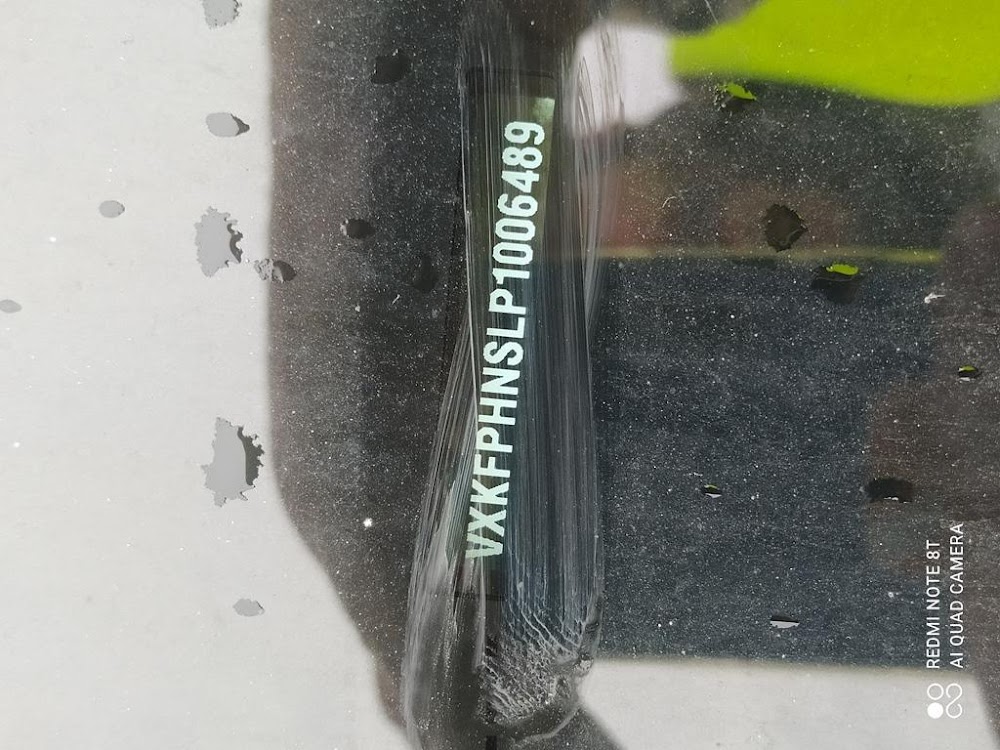 VXKFPHNSLP1006489
REDMI NOTE 8T
AI QUAD CAMERA